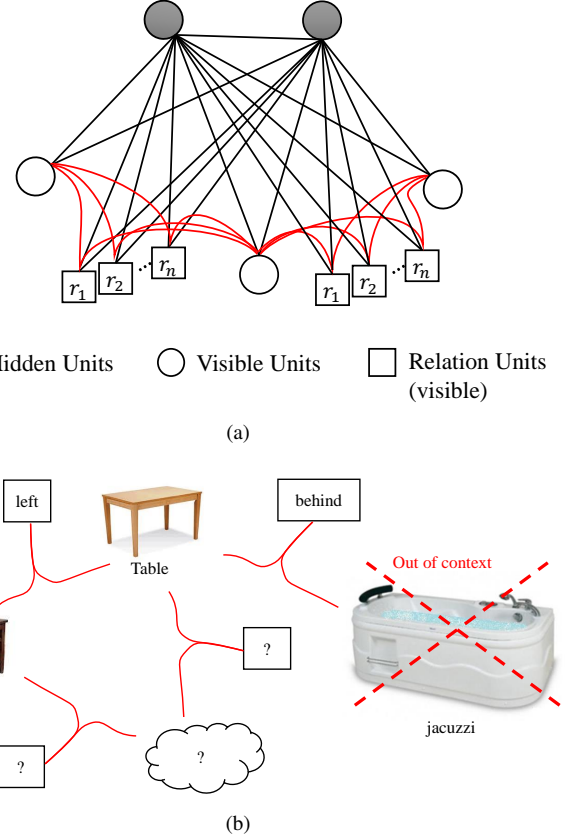 r₁ r₂ ... rₙ r₁ r₂ ... rₙ
idden Units Visible Units Relation Units
(visible)
(a)
left behind
Table
Out of context
?
jacuzzi
?
?
(b)